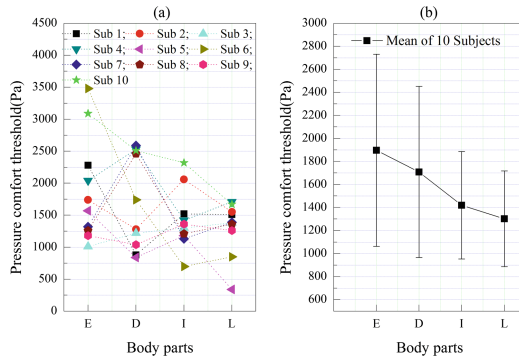 (a)
(b)
Pressure comfort threshold(Pa)
4500
4000
3500
3000
2500
2000
1500
1000
500
0
Sub 1; Sub 2; Sub 3;
Sub 4; Sub 5; Sub 6;
Sub 7; Sub 8; Sub 9;
Sub 10
E D I L
Body parts
Pressure comfort threshold(Pa)
3000
2800
2600
2400
2200
2000
1800
1600
1400
1200
1000
800
600
Mean of 10 Subjects
E D I L
Body parts